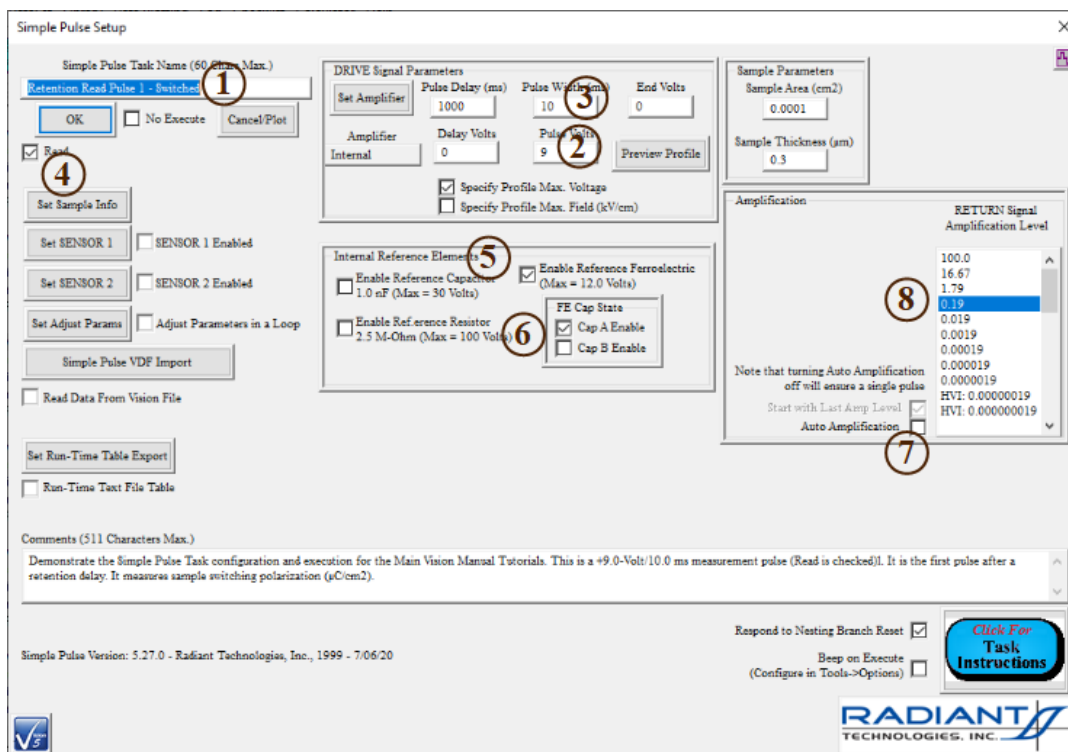 Simple Pulse Setup
Simple Pulse Task Name (60 Chars Max.)
Retention Read Pulse 1 - Switched
1
OK
No Execute
Cancel/Plot
Read
4
Set Sample Info
Set SENSOR 1
SENSOR 1 Enabled
Set SENSOR 2
SENSOR 2 Enabled
Set Adjust Params
Adjust Parameters in a Loop
Simple Pulse VDF Import
Read Data From Vision File
Set Run-Time Table Export
Run-Time Text File Table
DRIVE Signal Parameters
Set Amplifier
Pulse Delay (ms)
Pulse Width (ms)
End Volts
1000
10
3
0
Amplifier
Delay Volts
Pulse Volts
Internal
0
9
2
Preview Profile
Specify Profile Max. Voltage
Specify Profile Max. Field (kV/cm)
Internal Reference Elements
5
Enable Reference Capacitor
1.0 nF (Max = 30 Volts)
Enable Reference Ferroelectric
(Max = 12.0 Volts)
Enable Ref.erence Resistor
2.5 M-Ohm (Max = 100 Volts)
6
FE Cap State
Cap A Enable
Cap B Enable
Sample Parameters
Sample Area (cm2)
0.0001
Sample Thickness (µm)
0.3
Amplification
RETURN Signal
Amplification Level
100.0
16.67
1.79
8
0.19
0.019
0.0019
0.00019
0.000019
0.0000019
HVI: 0.00000019
HVI: 0.000000019
Note that turning Auto Amplification
off will ensure a single pulse
Start with Last Amp Level
Auto Amplification
7
Comments (511 Characters Max.)
Demonstrate the Simple Pulse Task configuration and execution for the Main Vision Manual Tutorials. This is a +9.0-Volt/10.0 ms measurement pulse (Read is checked)l. It is the first pulse after a
retention delay. It measures sample switching polarization (µC/cm2).
Respond to Nesting Branch Reset
Beep on Execute
(Configure in Tools->Options)
Click For
Task
Instructions
Simple Pulse Version: 5.27.0 - Radiant Technologies, Inc., 1999 - 7/06/20
RADIANT
TECHNOLOGIES, INC.